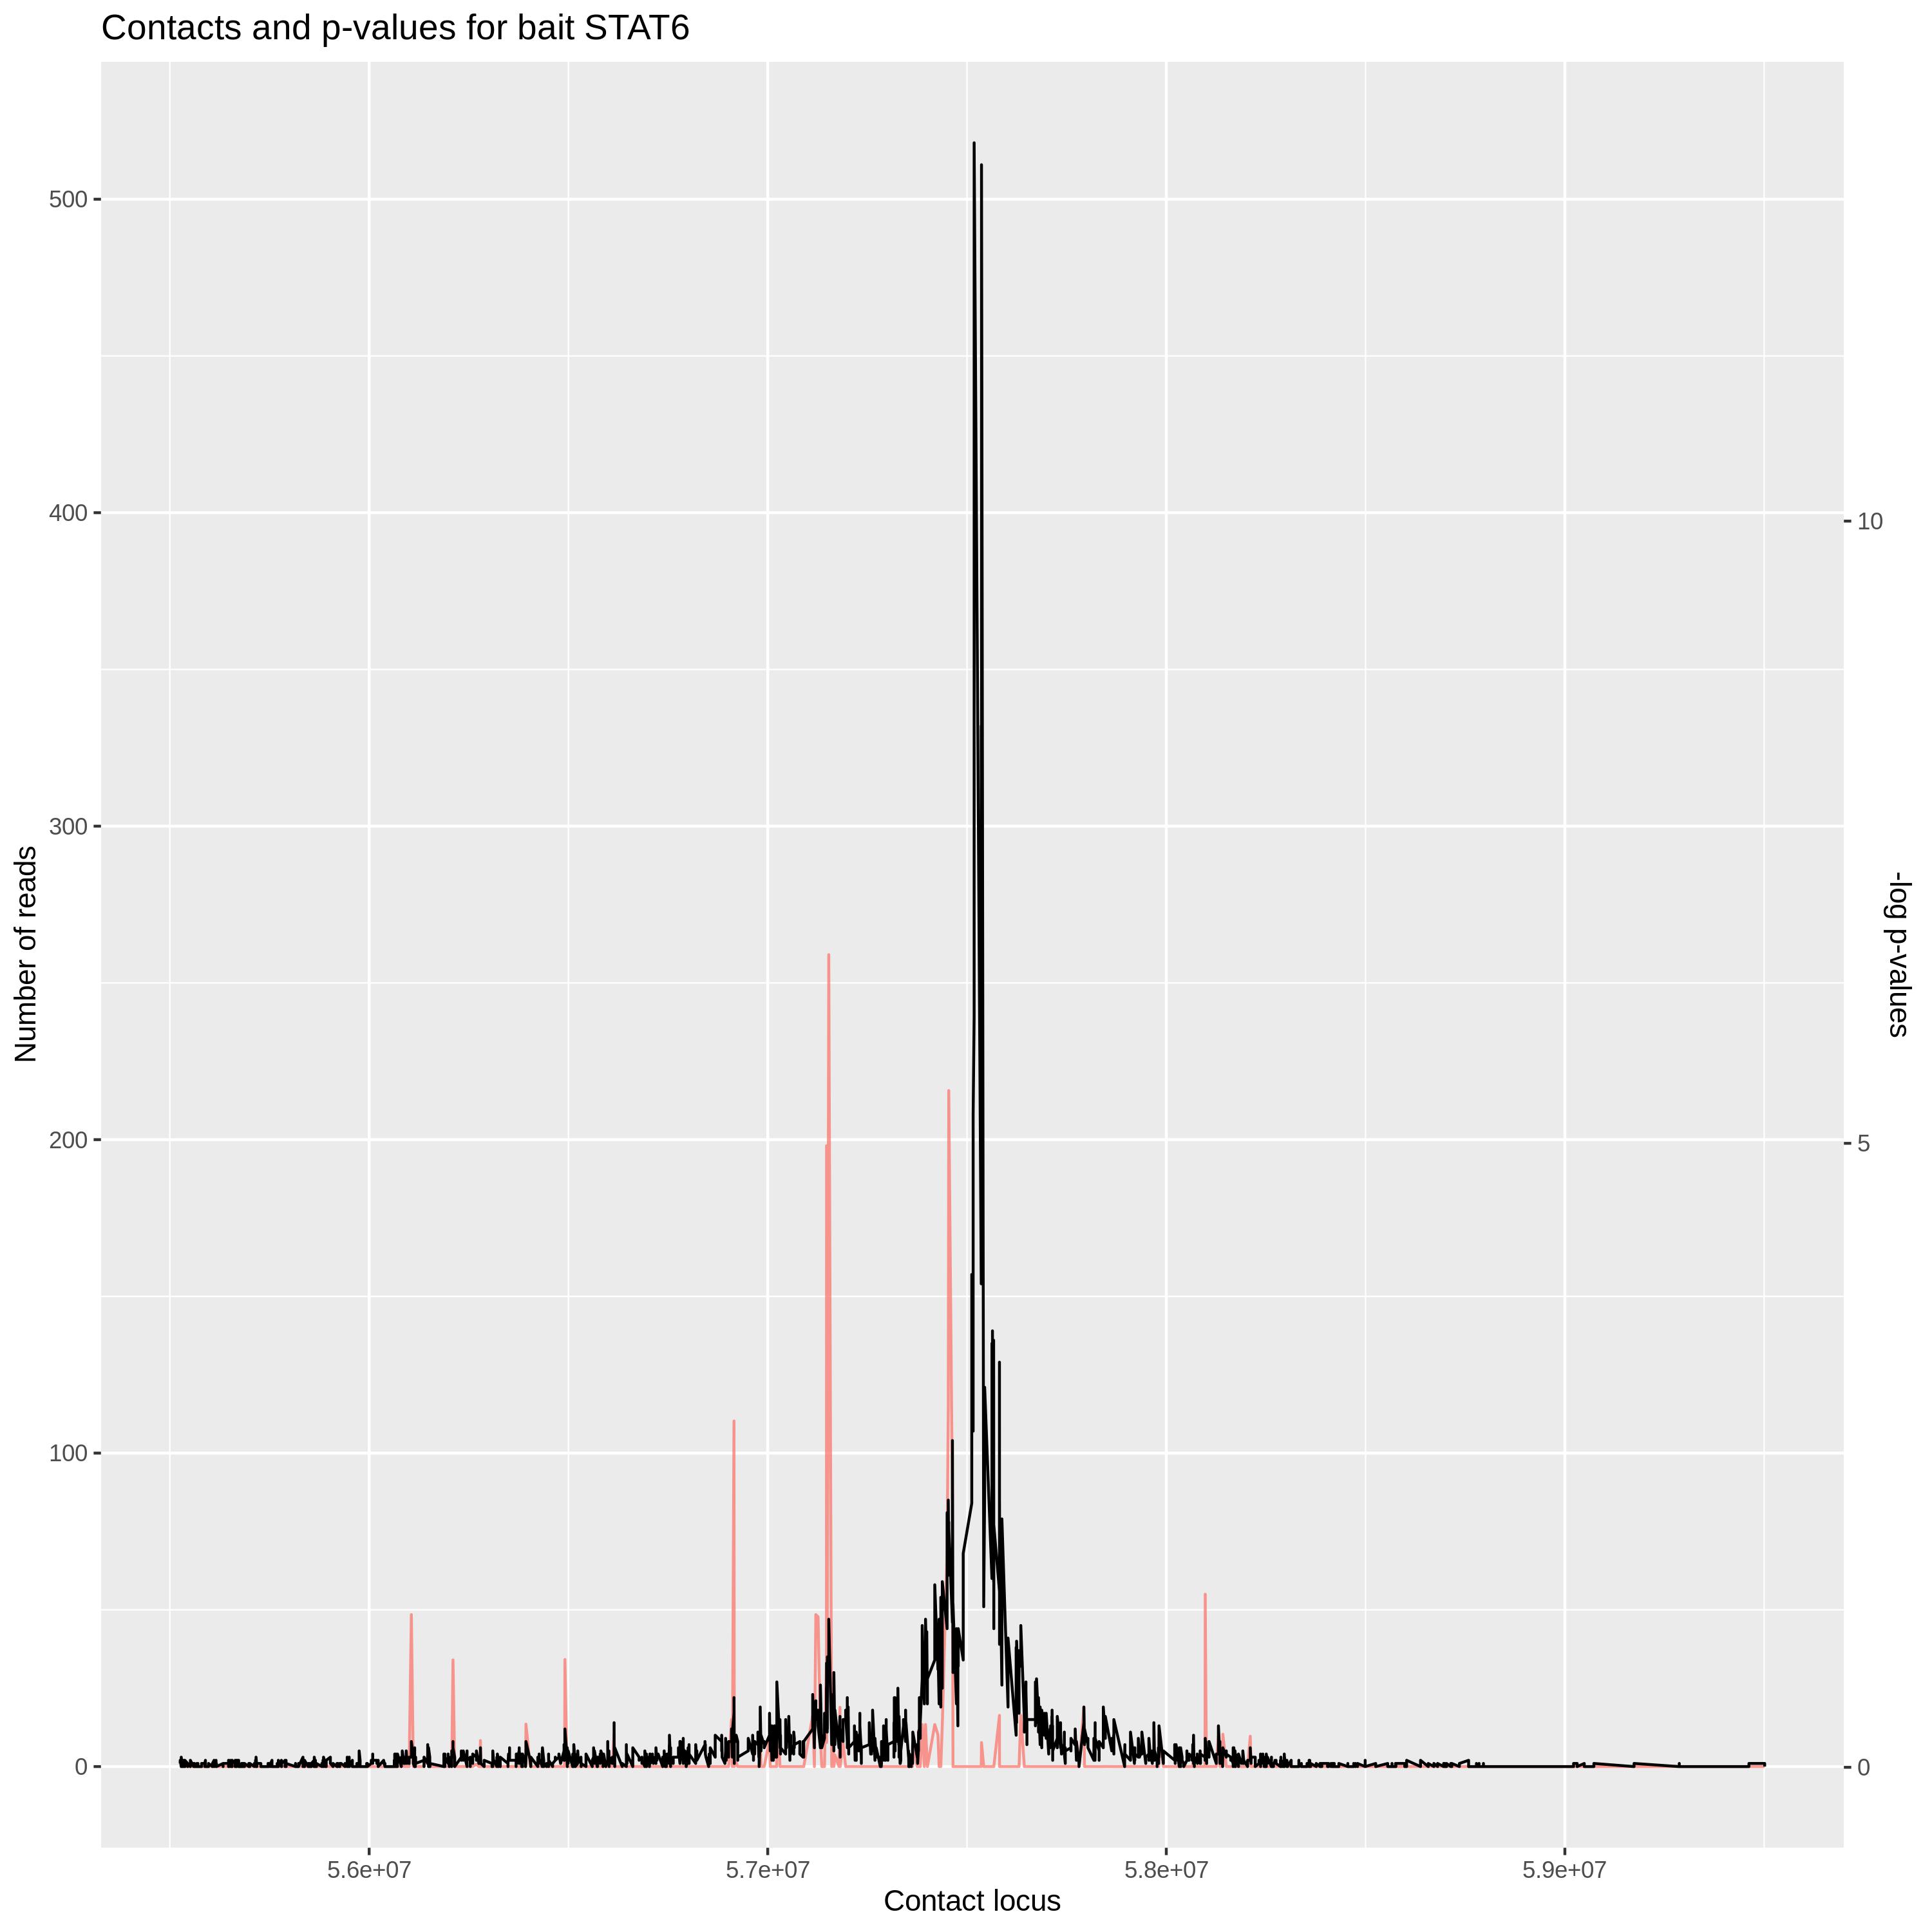 Contacts and p-values for bait STAT6
500
400
300
200
100
0
Number of reads
10
5
0
-log p-values
5.6e+07
5.7e+07
5.8e+07
5.9e+07
Contact locus